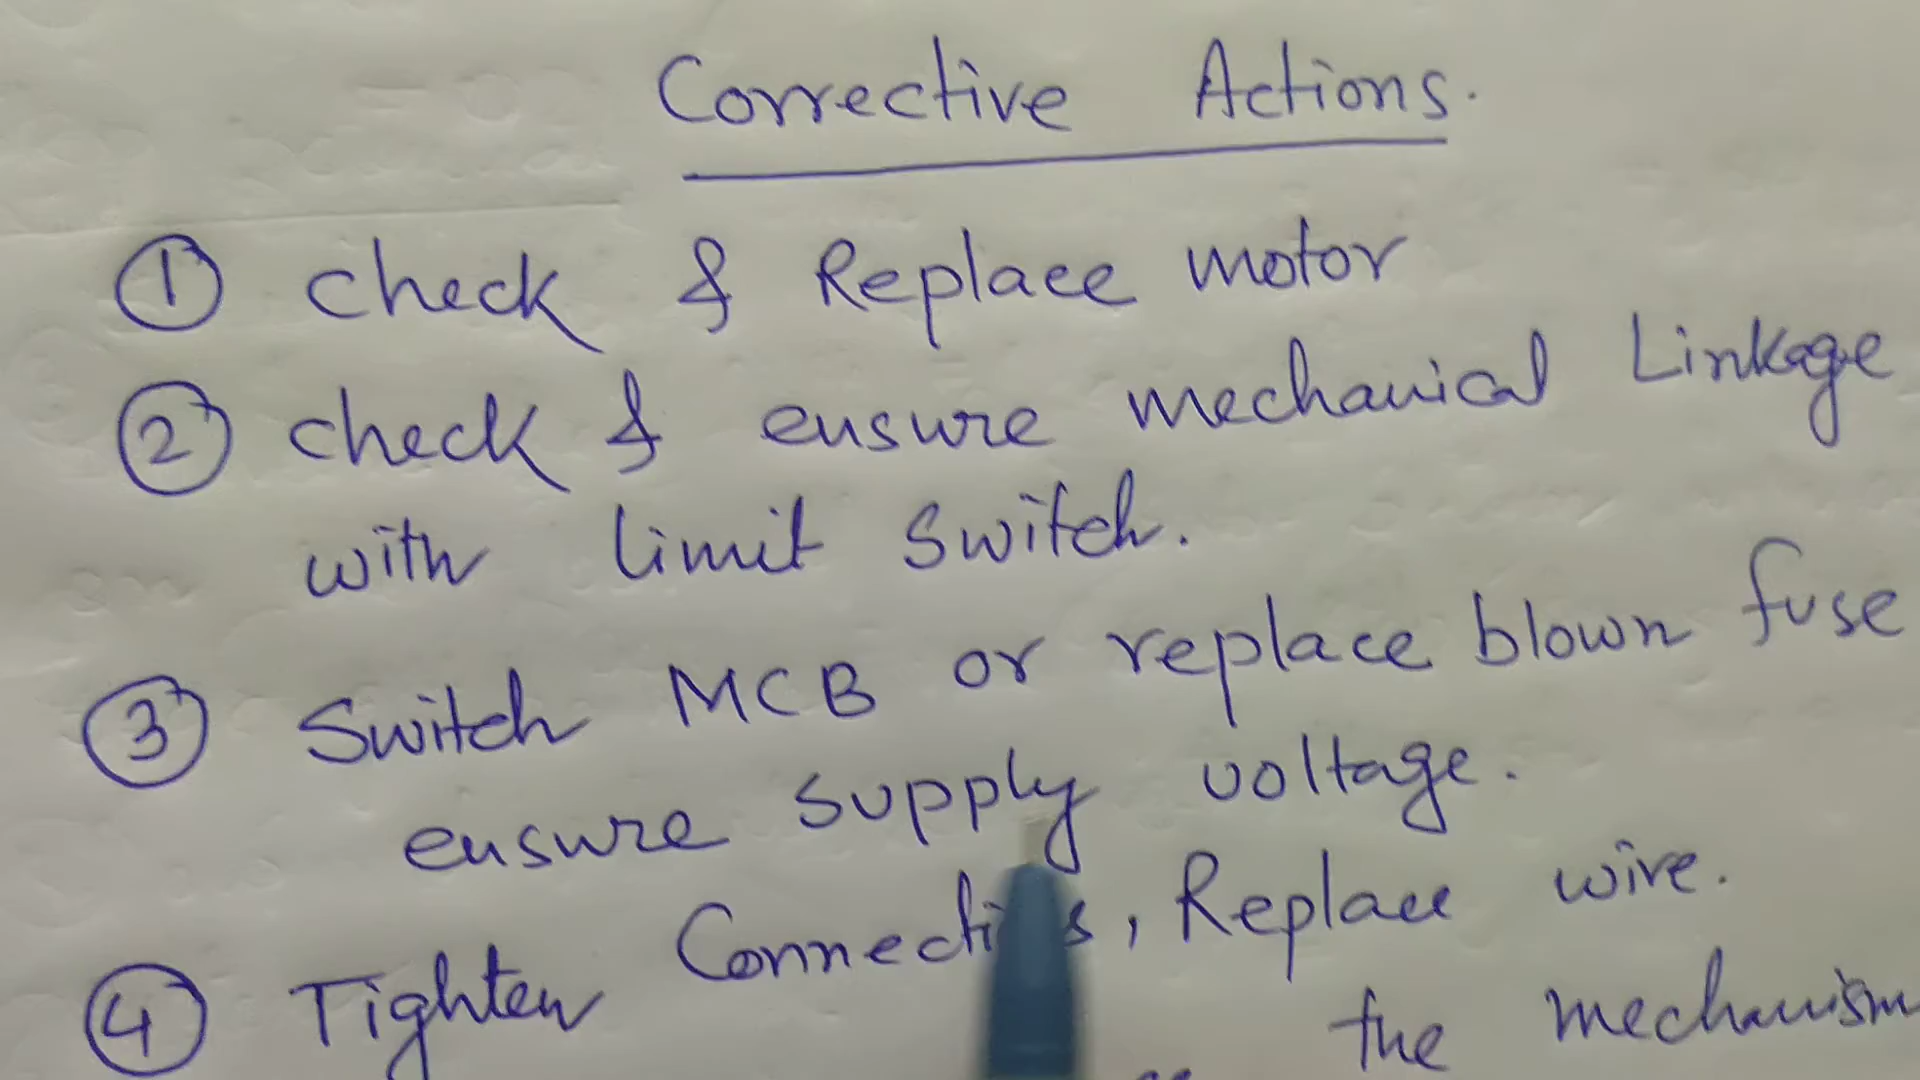 Corrective Actions.
① check & Replace motor
② check & ensure mechanical Linkage
with limit switch.
③ Switch MCB or replace blown fuse
ensure supply voltage.
④ Tighten Connections, Replace wire.
the mechanism